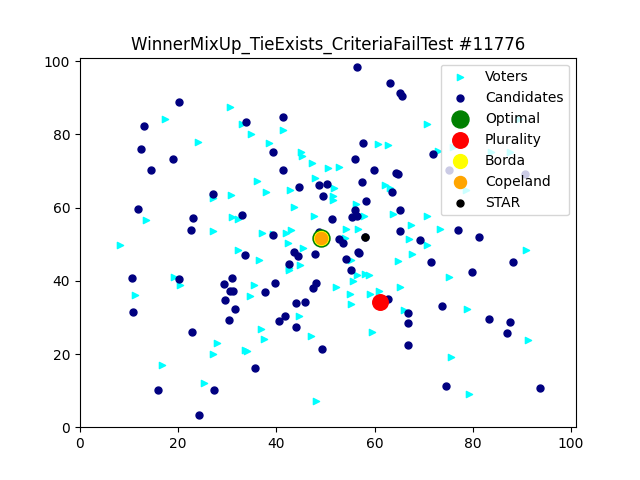 WinnerMixUp_TieExists_CriteriaFailTest #11776
100
80
60
40
20
0
0 20 40 60 80 100
Voters
Candidates
Optimal
Plurality
Borda
Copeland
STAR